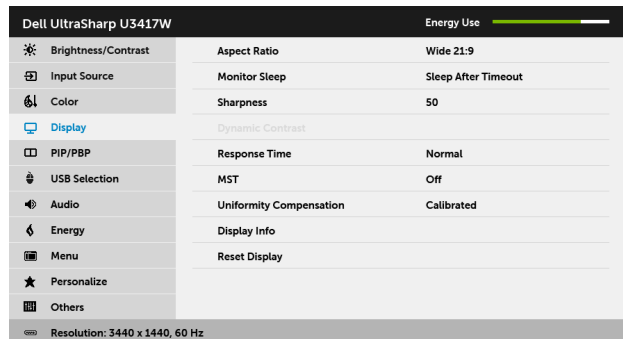 Dell UltraSharp U3417W Energy Use
Brightness/Contrast Aspect Ratio Wide 21:9
Input Source Monitor Sleep Sleep After Timeout
Color Sharpness 50
Display Dynamic Contrast
PIP/PBP Response Time Normal
USB Selection MST Off
Audio Uniformity Compensation Calibrated
Energy Display Info
Menu Reset Display
Personalize
Others
Resolution: 3440 x 1440, 60 Hz